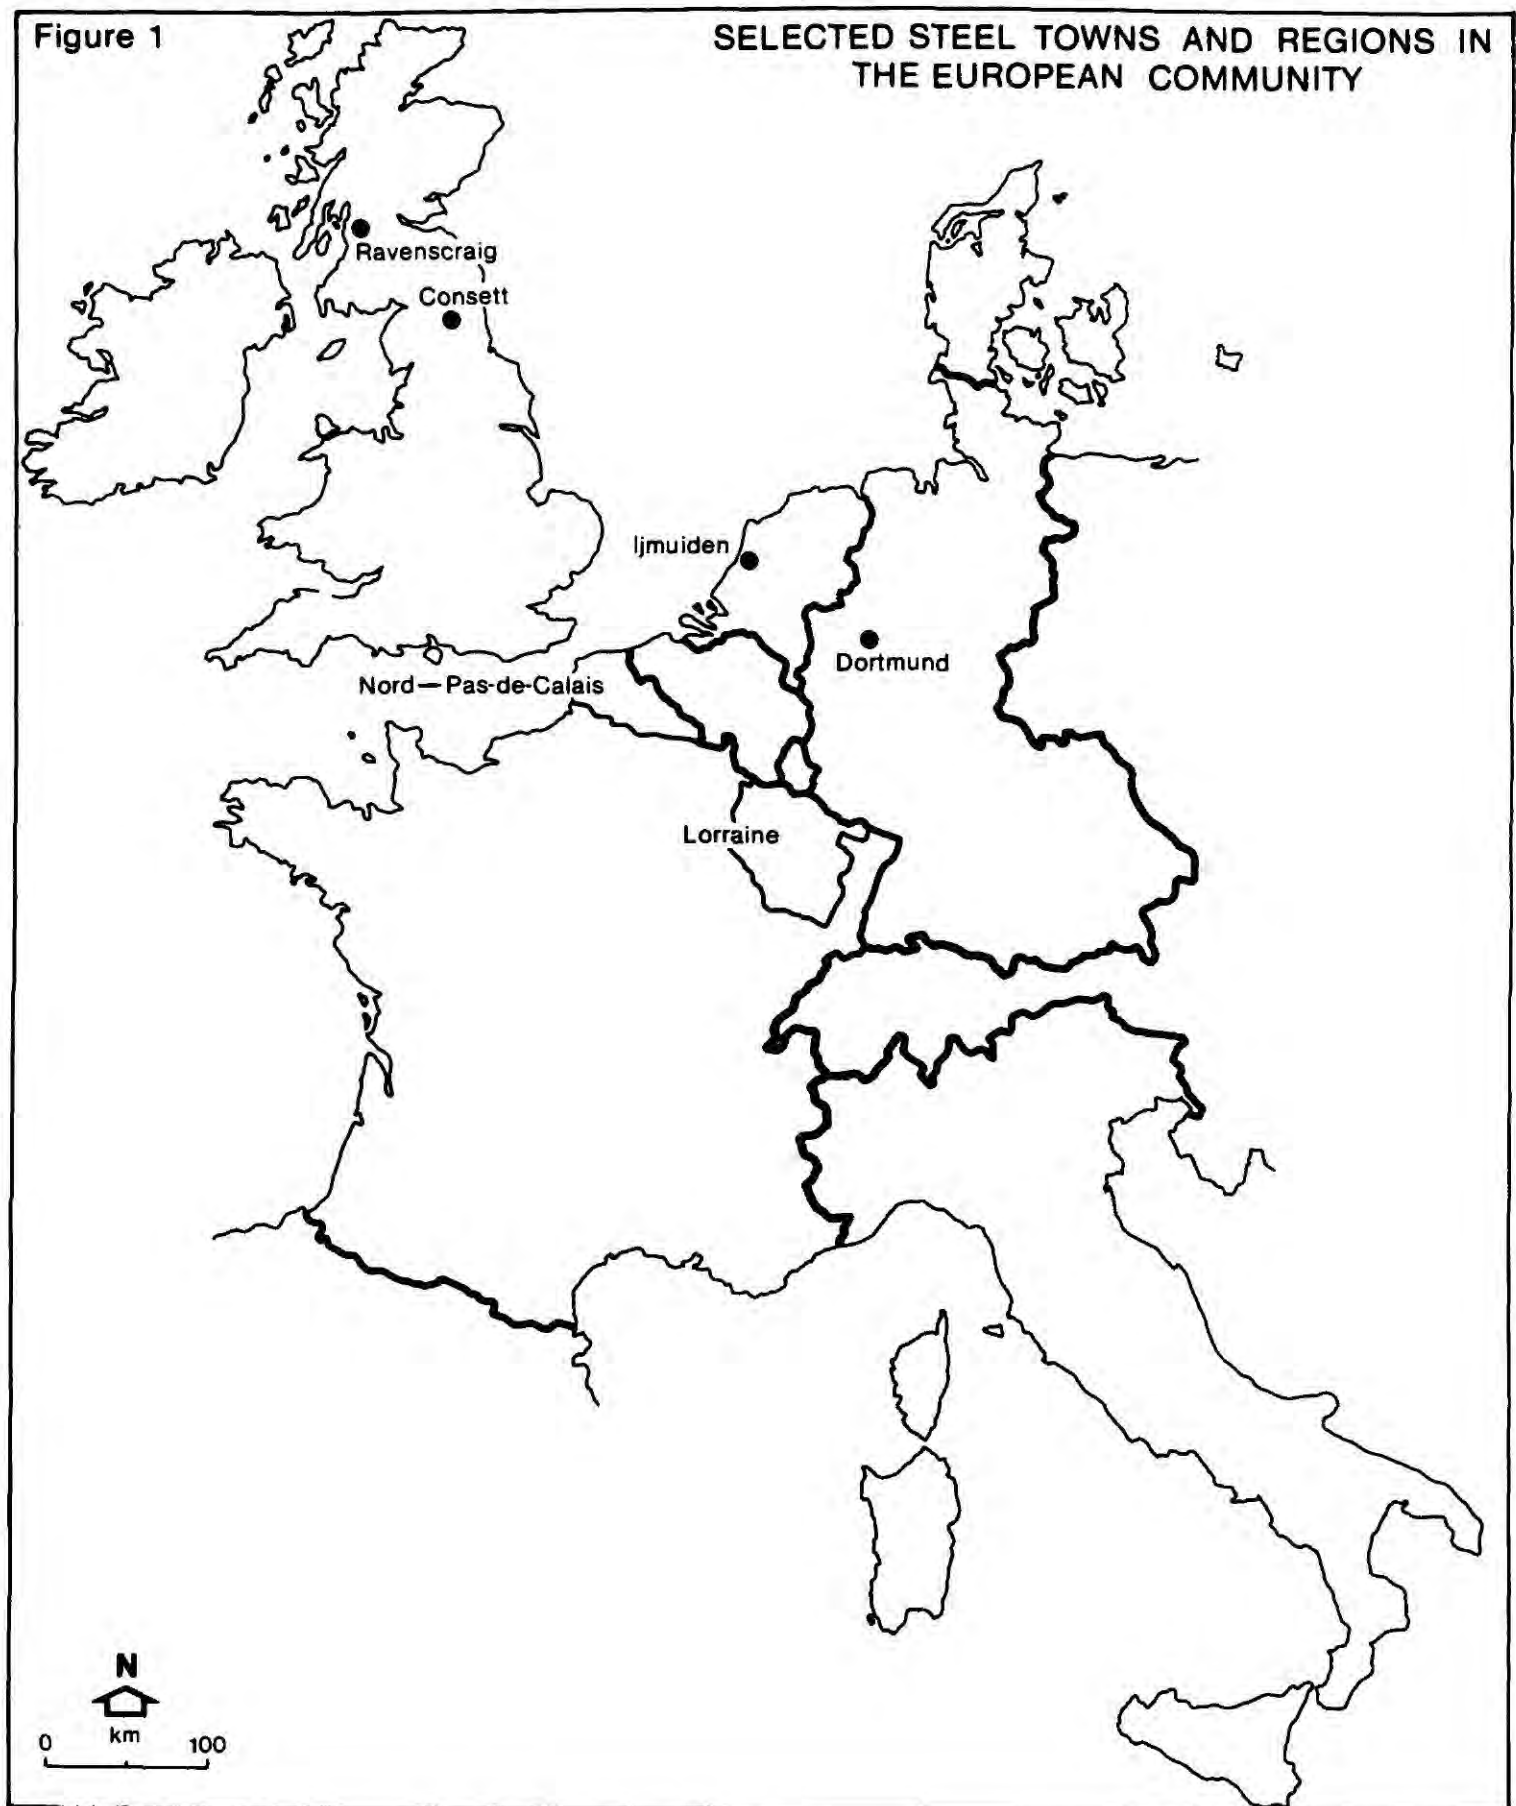 Figure 1
SELECTED STEEL TOWNS AND REGIONS IN
THE EUROPEAN COMMUNITY
Ravenscraig
Consett
Ijmuiden
Dortmund
Nord—Pas-de-Calais
Lorraine
N
km
0 100